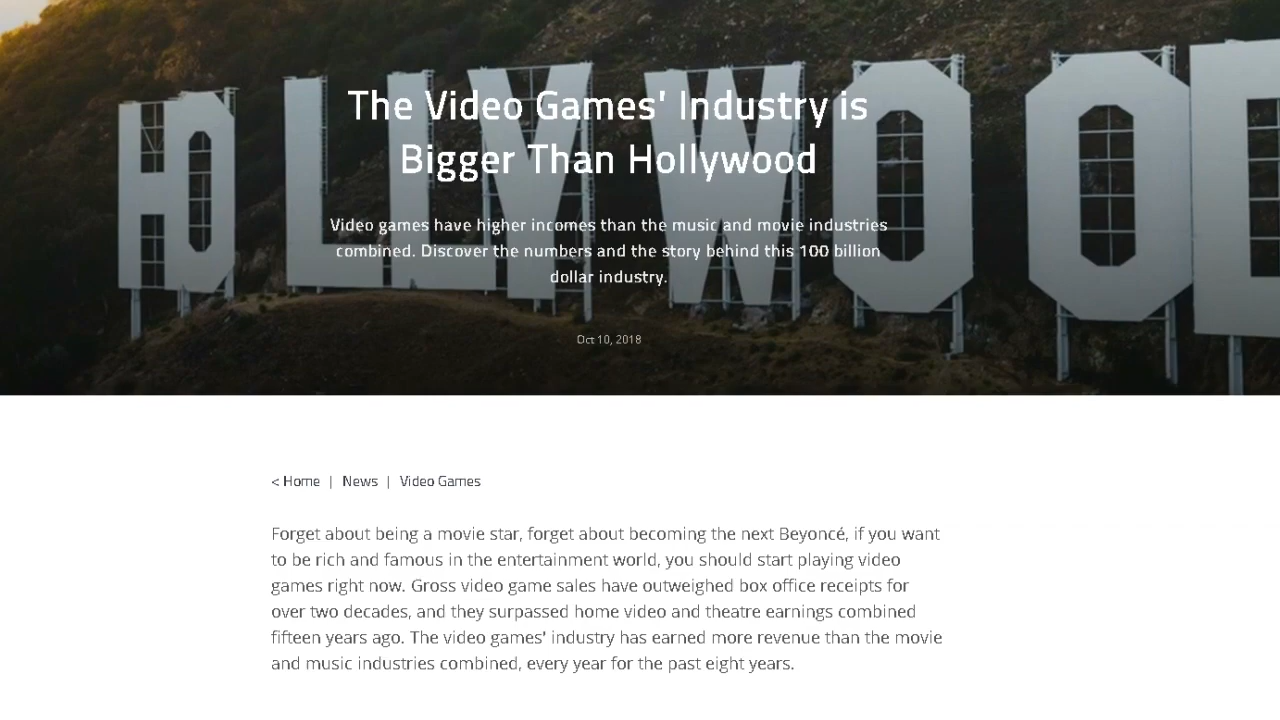 HOLLYWOOD
The Video Games' Industry is
Bigger Than Hollywood
Video games have higher incomes than the music and movie industries
combined. Discover the numbers and the story behind this 100 billion
dollar industry.
Oct 10, 2018
< Home | News | Video Games
Forget about being a movie star, forget about becoming the next Beyoncé, if you want
to be rich and famous in the entertainment world, you should start playing video
games right now. Gross video game sales have outweighed box office receipts for
over two decades, and they surpassed home video and theatre earnings combined
fifteen years ago. The video games' industry has earned more revenue than the movie
and music industries combined, every year for the past eight years.